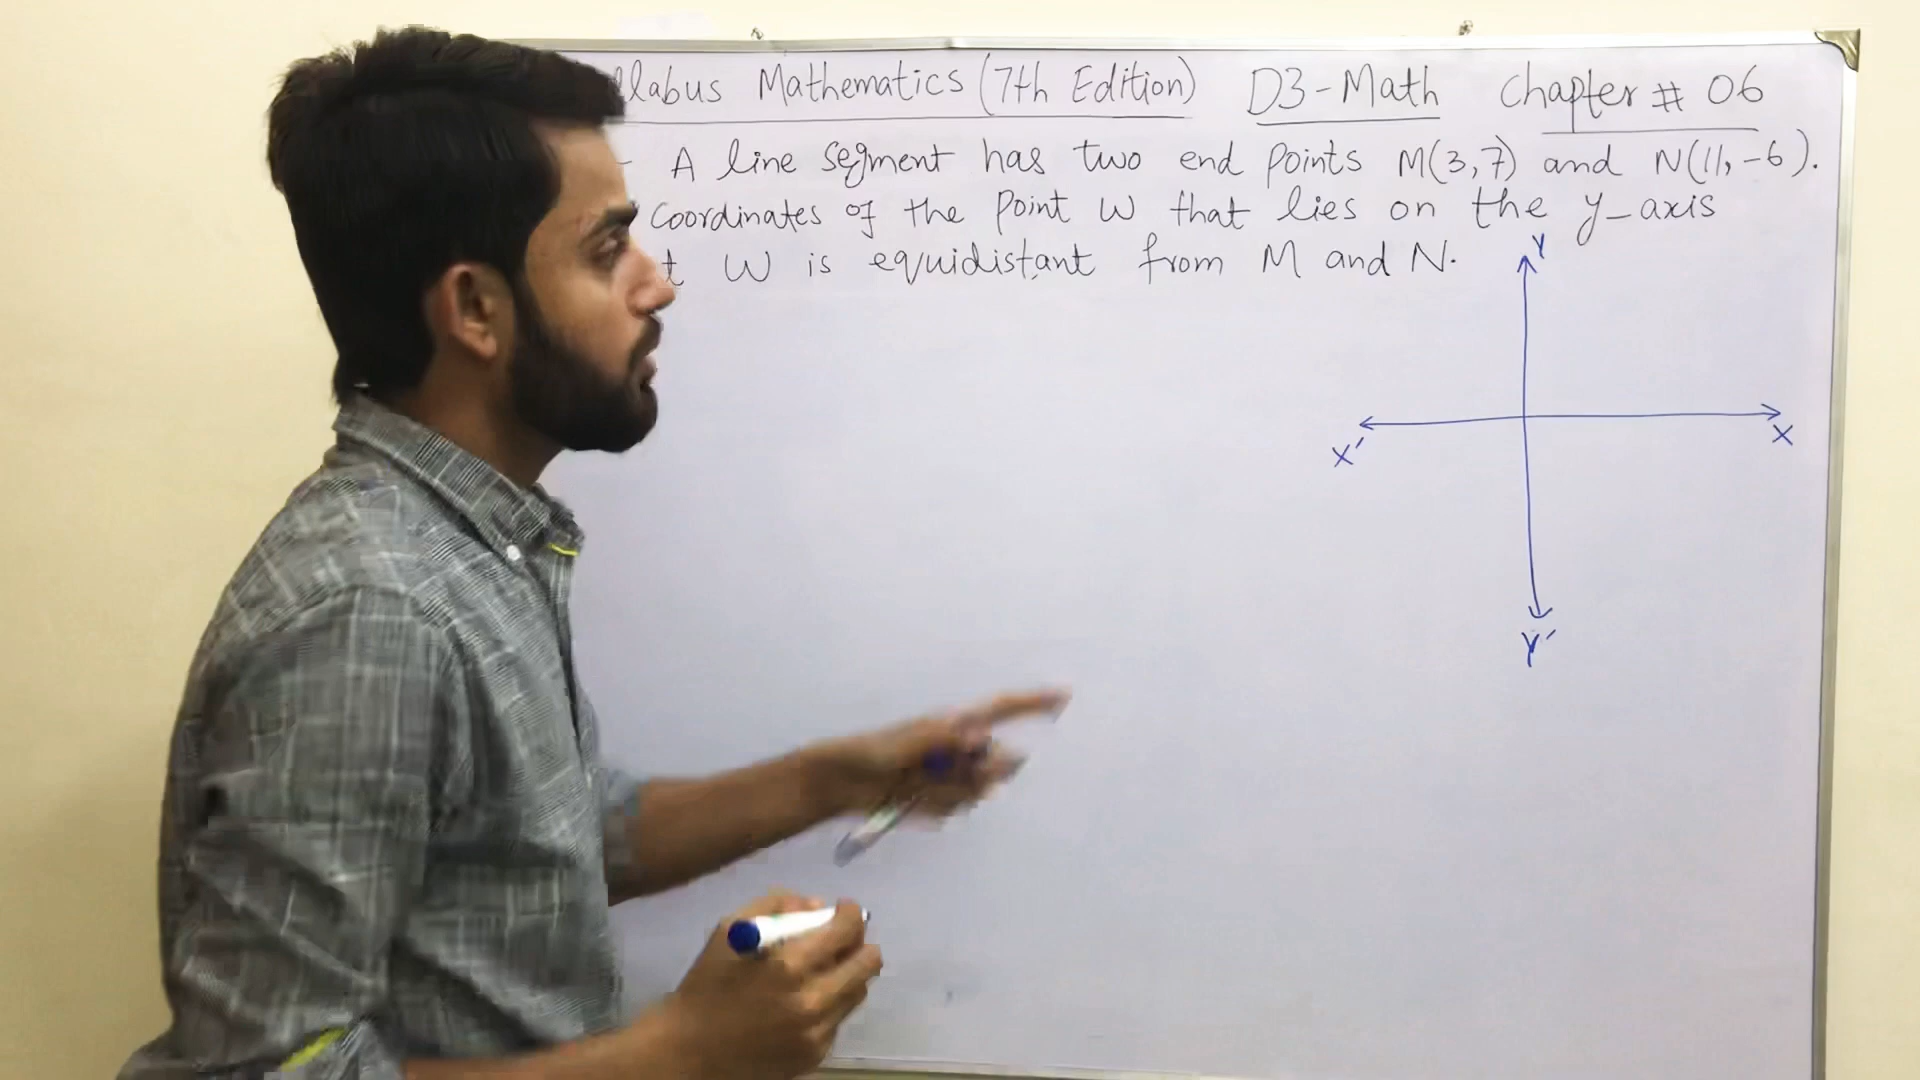 Mathematics (7th Edition) D3-Math Chapter # 06
A line segment has two end points M(3,7) and N(11,-6).
coordinates of the point W that lies on the y-axis
W is equidistant from M and N.
Y
X' X
Y'